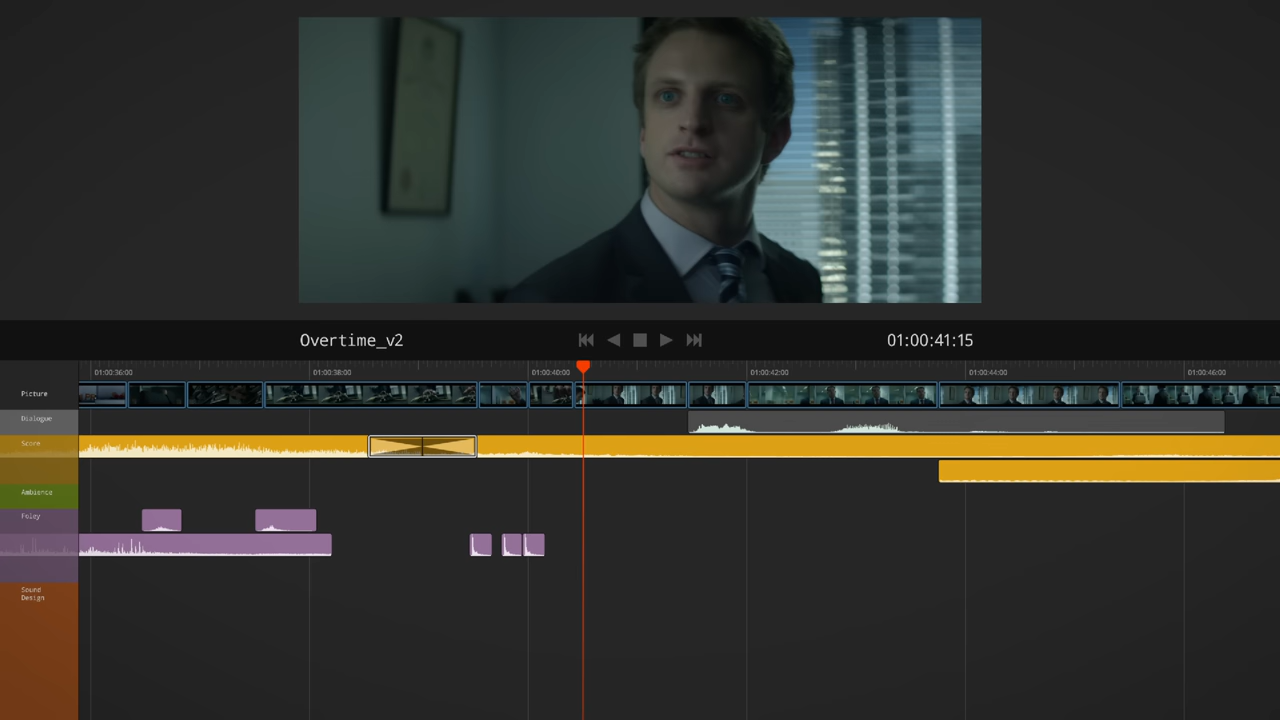 Overtime_v2
01:00:41:15
01:00:36:00
01:00:38:00
01:00:40:00
01:00:42:00
01:00:44:00
01:00:46:00
Picture
Dialogue
Score
Ambience
Foley
Sound
Design